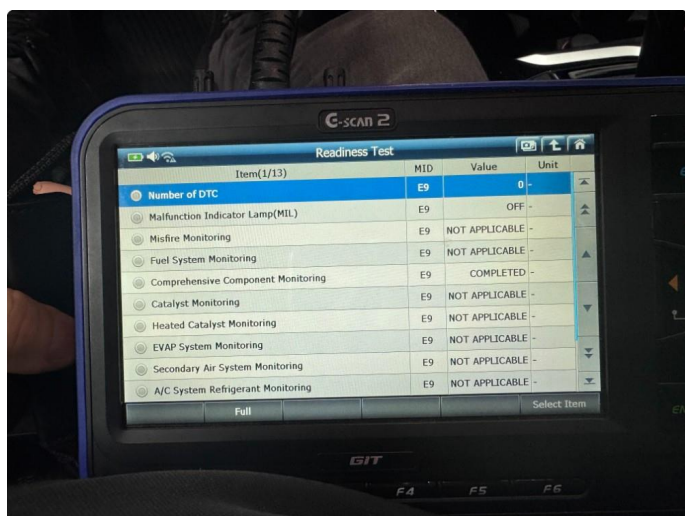 G-SCAN 2
Readiness Test
Item(1/13) MID Value Unit
Number of DTC E9 0 -
Malfunction Indicator Lamp(MIL) E9 OFF -
Misfire Monitoring E9 NOT APPLICABLE -
Fuel System Monitoring E9 NOT APPLICABLE -
Comprehensive Component Monitoring E9 COMPLETED -
Catalyst Monitoring E9 NOT APPLICABLE -
Heated Catalyst Monitoring E9 NOT APPLICABLE -
EVAP System Monitoring E9 NOT APPLICABLE -
Secondary Air System Monitoring E9 NOT APPLICABLE -
A/C System Refrigerant Monitoring E9 NOT APPLICABLE -
Full Select Item
GIT
F4 F5 F6